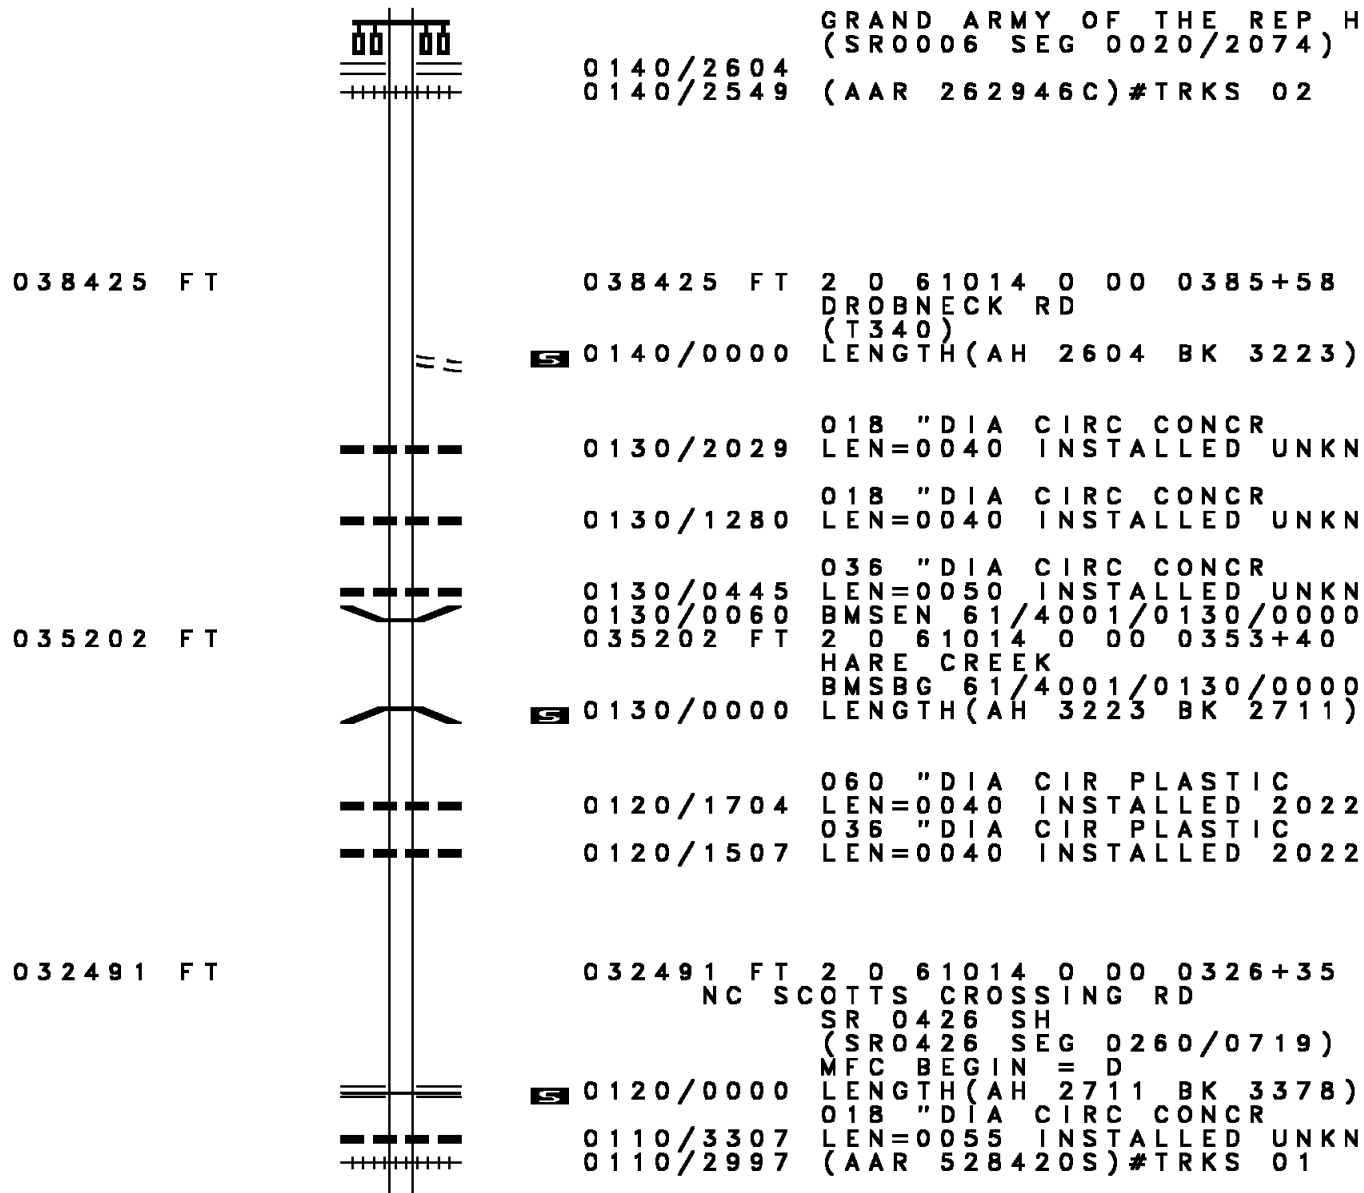 GRAND ARMY OF THE REP H
(SR0006 SEG 0020/2074)
0140/2604
0140/2549 (AAR 262946C)#TRKS 02
038425 FT 038425 FT 2 0 61014 0 00 0385+58
DROBNECK RD
(T340)
S 0140/0000 LENGTH(AH 2604 BK 3223)
018 "DIA CIRC CONCR
0130/2029 LEN=0040 INSTALLED UNKN
018 "DIA CIRC CONCR
0130/1280 LEN=0040 INSTALLED UNKN
036 "DIA CIRC CONCR
0130/0445 LEN=0050 INSTALLED UNKN
0130/0060 BMSEN 61/4001/0130/0000
035202 FT 035202 FT 2 0 61014 0 00 0353+40
HARE CREEK
BMSBG 61/4001/0130/0000
S 0130/0000 LENGTH(AH 3223 BK 2711)
060 "DIA CIR PLASTIC
0120/1704 LEN=0040 INSTALLED 2022
036 "DIA CIR PLASTIC
0120/1507 LEN=0040 INSTALLED 2022
032491 FT 032491 FT 2 0 61014 0 00 0326+35
NC SCOTTS CROSSING RD
SR 0426 SH
(SR0426 SEG 0260/0719)
MFC BEGIN = D
S 0120/0000 LENGTH(AH 2711 BK 3378)
018 "DIA CIRC CONCR
0110/3307 LEN=0055 INSTALLED UNKN
0110/2997 (AAR 528420S)#TRKS 01